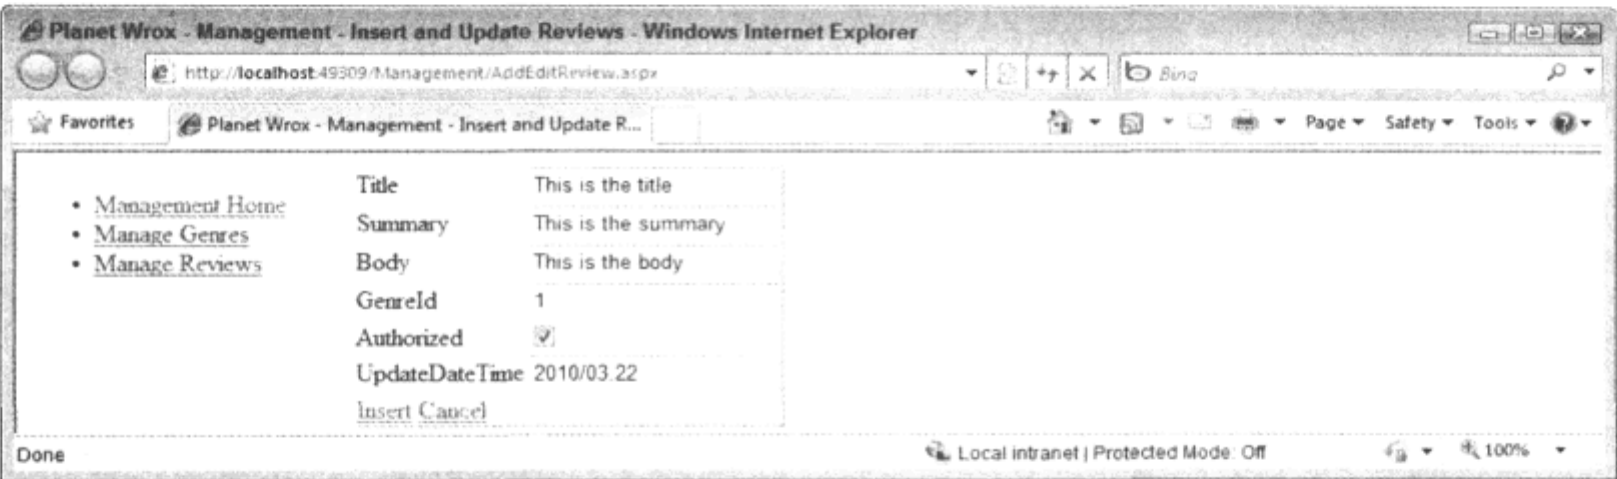 Planet Wrox - Management - Insert and Update Reviews - Windows Internet Explorer
http://localhost:49309/Management/AddEditReview.aspx
Bing
Favorites
Planet Wrox - Management - Insert and Update R...
Page Safety Tools
Management Home
Manage Genres
Manage Reviews
Title This is the title
Summary This is the summary
Body This is the body
GenreId 1
Authorized
UpdateDateTime 2010/03.22
Insert Cancel
Done
Local intranet | Protected Mode: Off
100%